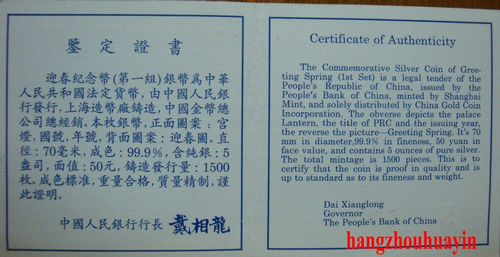 鑒定證書
迎春紀念幣(第一組)銀幣爲中華
人民共和國法定貨幣，由中國人民銀
行發行，上海造幣廠鑄造，中國金幣總
公司總經銷。本枚銀幣，正面圖案：宮
燈，國號，年號，背面圖案：迎春圖。直
徑：70毫米，成色：99.9%，含純銀：5
盎司，面值：50元，鑄造發行量：1500
枚。成色標准，重量合格，質量精制，謹
此證明。
中國人民銀行行長 戴相龍
Certificate of Authenticity
The Commemorative Silver Coin of Gree-
ting Spring (1st Set) is a legal tender of the
People's Republic of China, issued by the
People's Bank of China, minted by Shanghai
Mint, and solely distributed by China Gold Coin
Incorporation. The obverse depicts the palace
Lantern, the title of PRC and the issuing year,
the reverse the picture—Greeting Spring. It's 70
mm in diameter,99.9% in fineness, 50 yuan in
face value, and contains 5 ounces of pure silver.
The total mintage is 1500 pieces. This is to
certify that the coin is proof in quality and is
up to standard as to its fineness and weight.
Dai Xianglong
Governor
The People's Bank of China
hangzhouhuayin